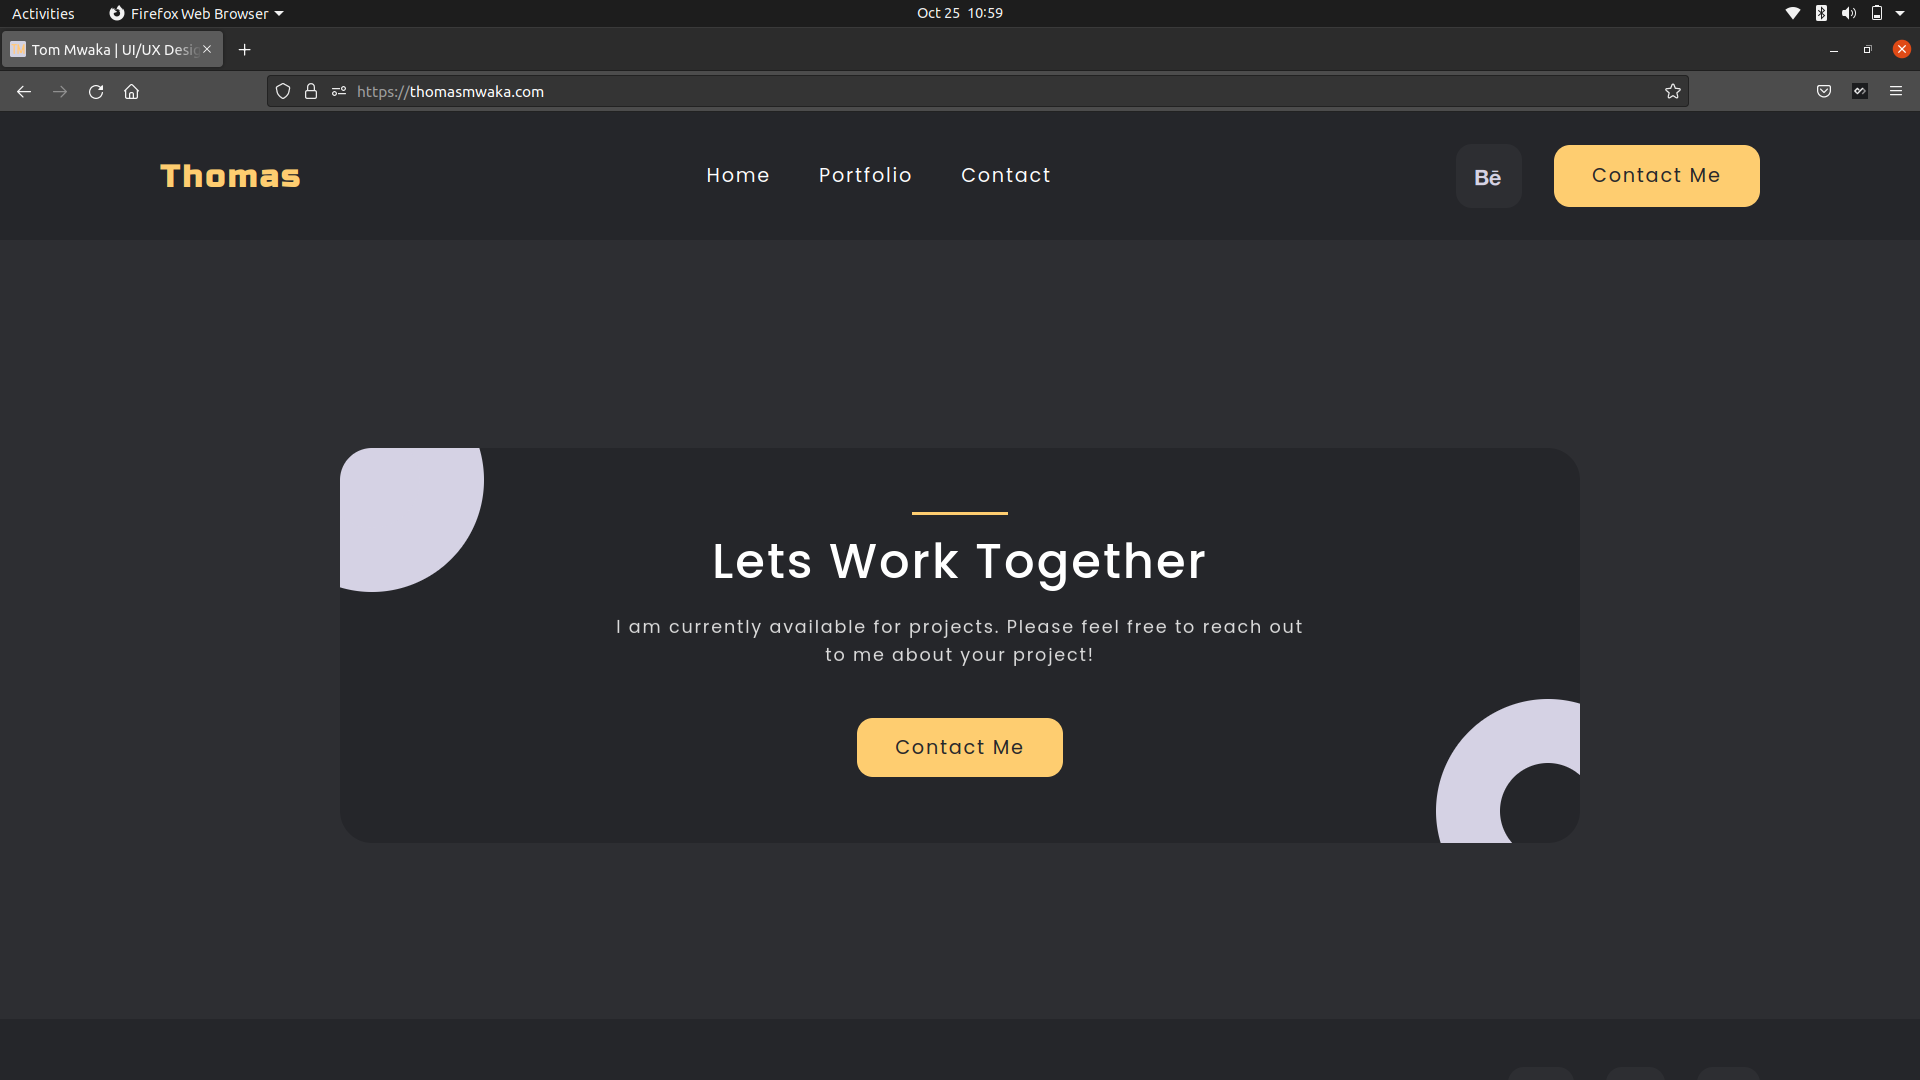 Activities
Firefox Web Browser
Oct 25 10:59
Tom Mwaka | UI/UX Desig
https://thomasmwaka.com
Thomas
Home
Portfolio
Contact
Bē
Contact Me
Lets Work Together
I am currently available for projects. Please feel free to reach out
to me about your project!
Contact Me